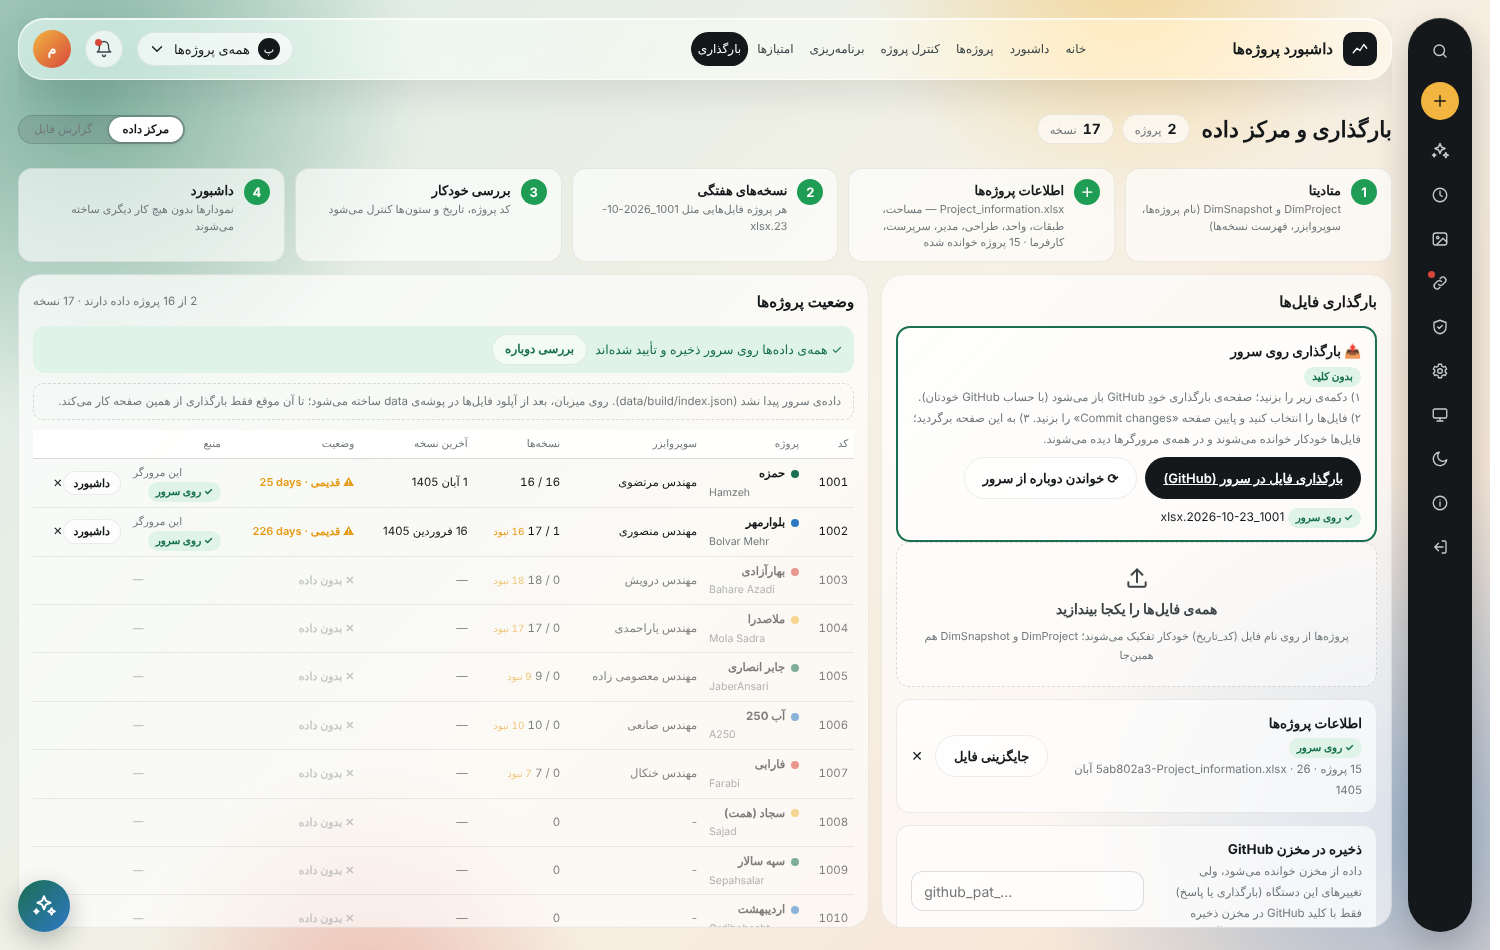 داشبورد پروژه‌ها
خانه
داشبورد
پروژه‌ها
کنترل پروژه
برنامه‌ریزی
امتیازها
بارگذاری
ب همه‌ی پروژه‌ها
م
بارگذاری و مرکز داده
2 پروژه
17 نسخه
مرکز داده
گزارش فایل
1 متادیتا
DimProject و DimSnapshot (نام پروژه‌ها،
سوپروایزر، فهرست نسخه‌ها)
+ اطلاعات پروژه‌ها
Project_information.xlsx — مساحت،
طبقات، واحد، طراحی، مدیر، سرپرست،
کارفرما · 15 پروژه خوانده شده
2 نسخه‌های هفتگی
هر پروژه فایل‌هایی مثل 1001_2026-10-
23.xlsx
3 بررسی خودکار
کد پروژه، تاریخ و ستون‌ها کنترل می‌شود
4 داشبورد
نمودارها بدون هیچ کار دیگری ساخته
می‌شوند
بارگذاری فایل‌ها
📤 بارگذاری روی سرور
بدون کلید
۱) دکمه‌ی زیر را بزنید؛ صفحه‌ی بارگذاری خودِ GitHub باز می‌شود (با حساب GitHub خودتان).
۲) فایل‌ها را انتخاب کنید و پایین صفحه «Commit changes» را بزنید. ۳) به این صفحه برگردید؛
فایل‌ها خودکار خوانده می‌شوند و در همه‌ی مرورگرها دیده می‌شوند.
بارگذاری فایل در سرور (GitHub)
⟳ خواندن دوباره از سرور
✓ روی سرور 1001_2026-10-23.xlsx
همه‌ی فایل‌ها را یکجا بیندازید
پروژه‌ها از روی نام فایل (کد_تاریخ) خودکار تفکیک می‌شوند؛ DimProject و DimSnapshot هم
همین‌جا
اطلاعات پروژه‌ها
✓ روی سرور
15 پروژه · 5ab802a3-Project_information.xlsx · 26 آبان
1405
جایگزینی فایل
✕
ذخیره در مخزن GitHub
داده از مخزن خوانده می‌شود، ولی
تغییرهای این دستگاه (بارگذاری یا پاسخ)
فقط با کلید GitHub در مخزن ذخیره
github_pat_...
وضعیت پروژه‌ها
2 از 16 پروژه داده دارند · 17 نسخه
✓ همه‌ی داده‌ها روی سرور ذخیره و تأیید شده‌اند
بررسی دوباره
داده‌ی سرور پیدا نشد (data/build/index.json). روی میزبان، بعد از آپلود فایل‌ها در پوشه‌ی data ساخته می‌شود؛ تا آن موقع فقط بارگذاری از همین صفحه کار می‌کند.
کد پروژه سوپروایزر نسخه‌ها آخرین نسخه وضعیت منبع
1001 حمزه Hamzeh مهندس مرتضوی 16 / 16 1 آبان 1405 ⚠ قدیمی · 25 days این مرورگر ✓ روی سرور داشبورد ✕
1002 بلوارمهر Bolvar Mehr مهندس منصوری 17 / 1 16 نبود 16 فروردین 1405 ⚠ قدیمی · 226 days این مرورگر ✓ روی سرور داشبورد ✕
1003 بهارآزادی Bahare Azadi مهندس درویش 18 / 0 18 نبود — ✕ بدون داده —
1004 ملاصدرا Mola Sadra مهندس یاراحمدی 17 / 0 17 نبود — ✕ بدون داده —
1005 جابر انصاری JaberAnsari مهندس معصومی زاده 9 / 0 9 نبود — ✕ بدون داده —
1006 آب 250 A250 مهندس صانعی 10 / 0 10 نبود — ✕ بدون داده —
1007 فارابی Farabi مهندس خنکال 7 / 0 7 نبود — ✕ بدون داده —
1008 سجاد (همت) Sajad - 0 — ✕ بدون داده —
1009 سپه سالار Sepahsalar - 0 — ✕ بدون داده —
1010 اردیبهشت - 0 — ✕ بدون داده —